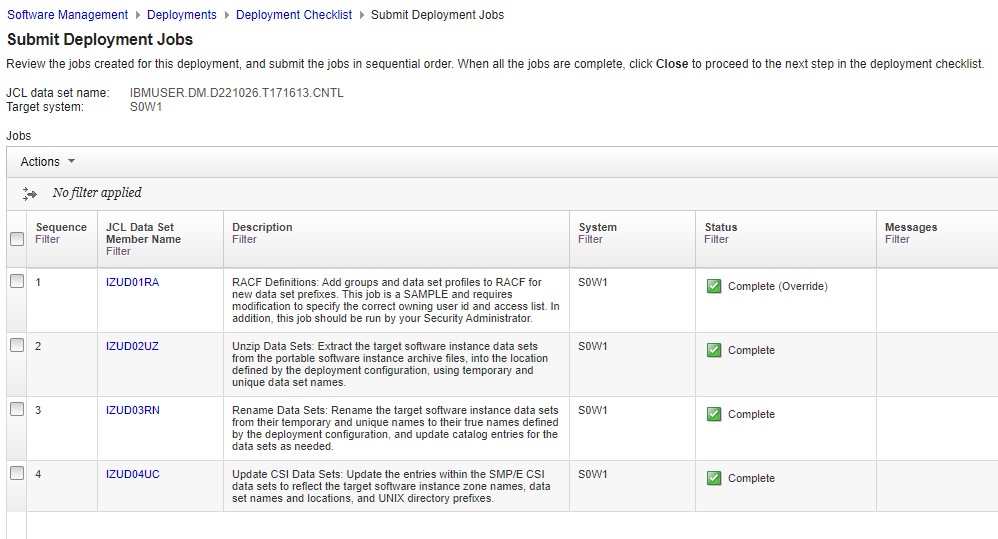 Software Management Deployments Deployment Checklist Submit Deployment Jobs
Submit Deployment Jobs
Review the jobs created for this deployment, and submit the jobs in sequential order. When all the jobs are complete, click Close to proceed to the next step in the deployment checklist.
JCL data set name: IBMUSER.DM.D221026.T171613.CNTL
Target system: S0W1
Jobs
Actions
No filter applied
Sequence
Filter
JCL Data Set
Member Name
Filter
Description
Filter
System
Filter
Status
Filter
Messages
Filter
1
IZUD01RA
RACF Definitions: Add groups and data set profiles to RACF for
new data set prefixes. This job is a SAMPLE and requires
modification to specify the correct owning user id and access list. In
addition, this job should be run by your Security Administrator.
S0W1
Complete (Override)
2
IZUD02UZ
Unzip Data Sets: Extract the target software instance data sets
from the portable software instance archive files, into the location
defined by the deployment configuration, using temporary and
unique data set names.
S0W1
Complete
3
IZUD03RN
Rename Data Sets: Rename the target software instance data sets
from their temporary and unique names to their true names defined
by the deployment configuration, and update catalog entries for the
data sets as needed.
S0W1
Complete
4
IZUD04UC
Update CSI Data Sets: Update the entries within the SMP/E CSI
data sets to reflect the target software instance zone names, data
set names and locations, and UNIX directory prefixes.
S0W1
Complete